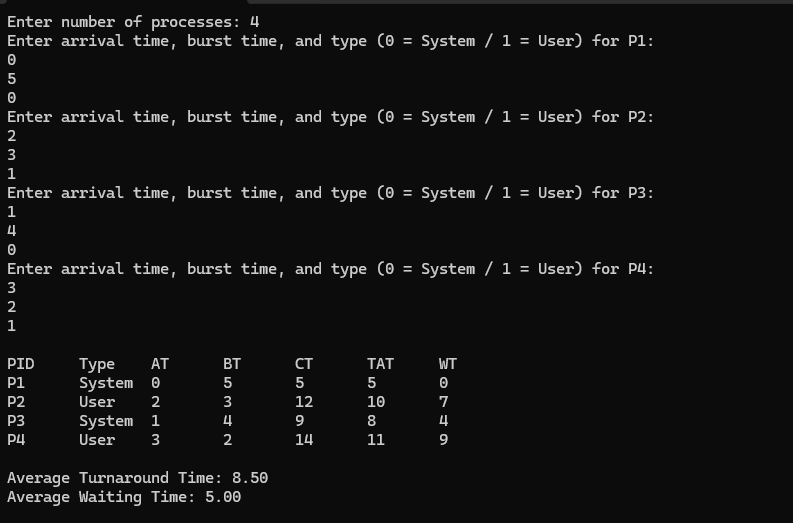 Enter number of processes: 4
Enter arrival time, burst time, and type (0 = System / 1 = User) for P1:
0
5
0
Enter arrival time, burst time, and type (0 = System / 1 = User) for P2:
2
3
1
Enter arrival time, burst time, and type (0 = System / 1 = User) for P3:
1
4
0
Enter arrival time, burst time, and type (0 = System / 1 = User) for P4:
3
2
1
PID Type AT BT CT TAT WT
P1 System 0 5 5 5 0
P2 User 2 3 12 10 7
P3 System 1 4 9 8 4
P4 User 3 2 14 11 9
Average Turnaround Time: 8.50
Average Waiting Time: 5.00